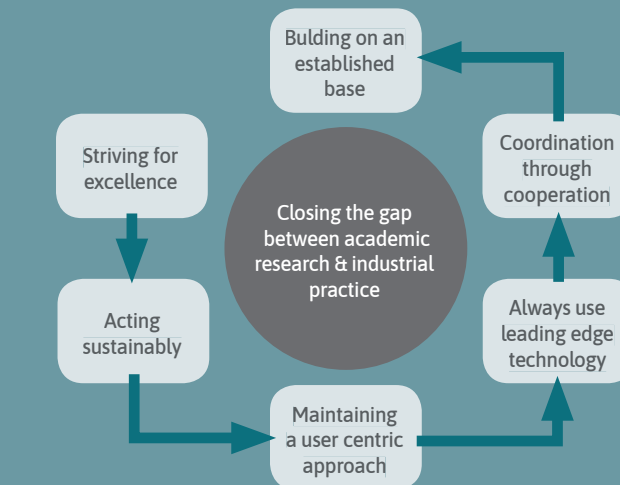 Bulding on an
established
base
Striving for
excellence
Coordination
through
cooperation
Closing the gap
between academic
research & industrial
practice
Acting
sustainably
Always use
leading edge
technology
Maintaining
a user centric
approach